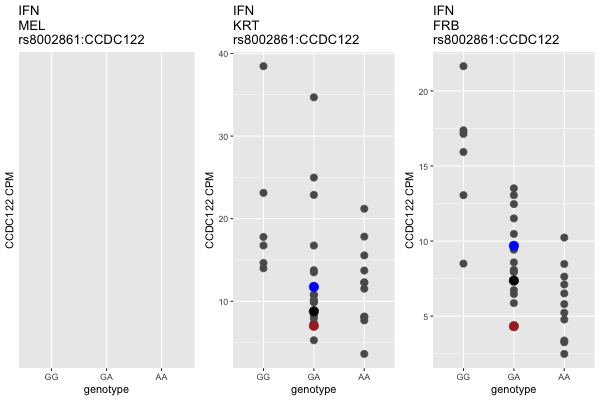 IFN
MEL
rs8002861:CCDC122
CCDC122 CPM
GG GA AA
genotype
IFN
KRT
rs8002861:CCDC122
CCDC122 CPM
40
30
20
10
GG GA AA
genotype
IFN
FRB
rs8002861:CCDC122
CCDC122 CPM
20
15
10
5
GG GA AA
genotype